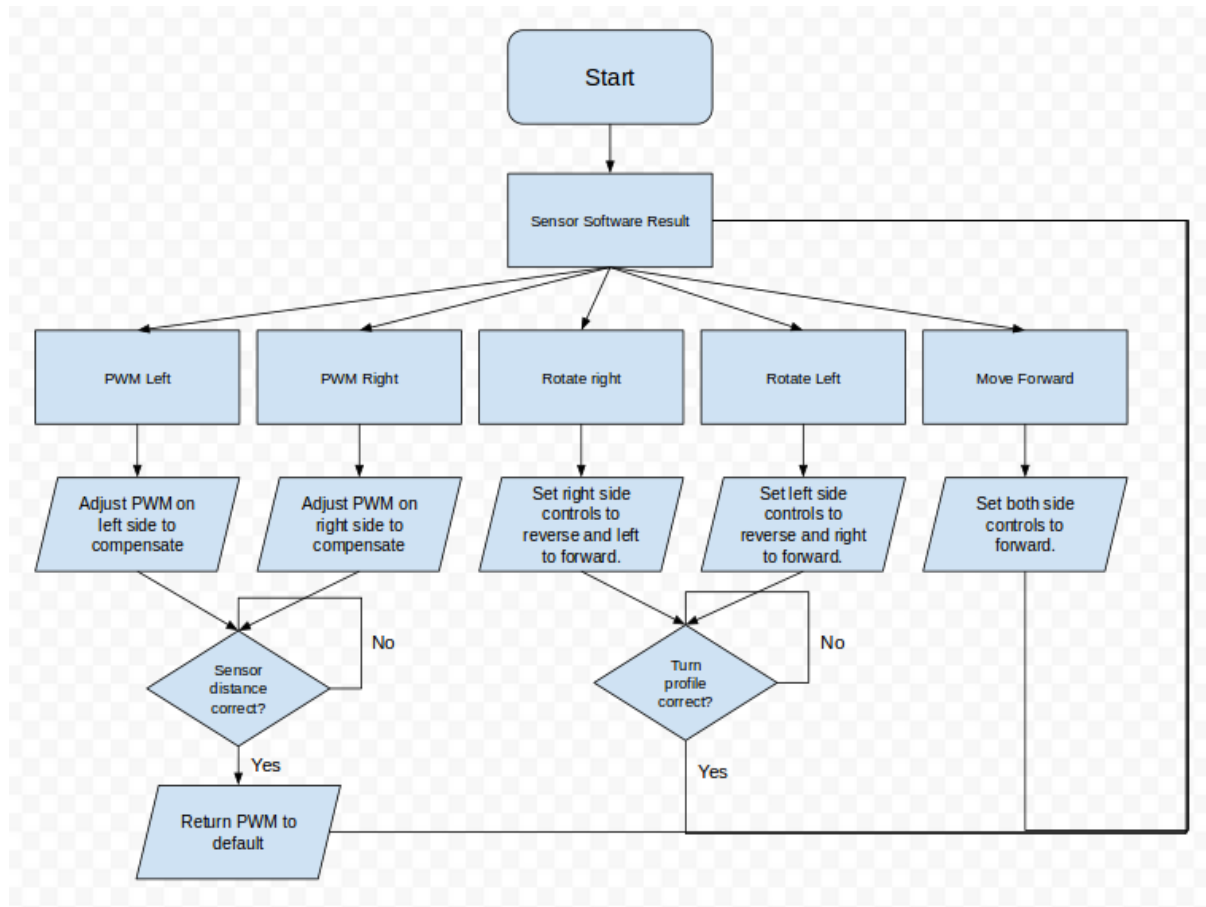 Start
Sensor Software Result
PWM Left
PWM Right
Rotate right
Rotate Left
Move Forward
Adjust PWM on
left side to
compensate
Adjust PWM on
right side to
compensate
Set right side
controls to
reverse and left
to forward.
Set left side
controls to
reverse and right
to forward.
Set both side
controls to
forward.
No
Sensor
distance
correct?
No
Turn
profile
correct?
Yes
Yes
Return PWM to
default